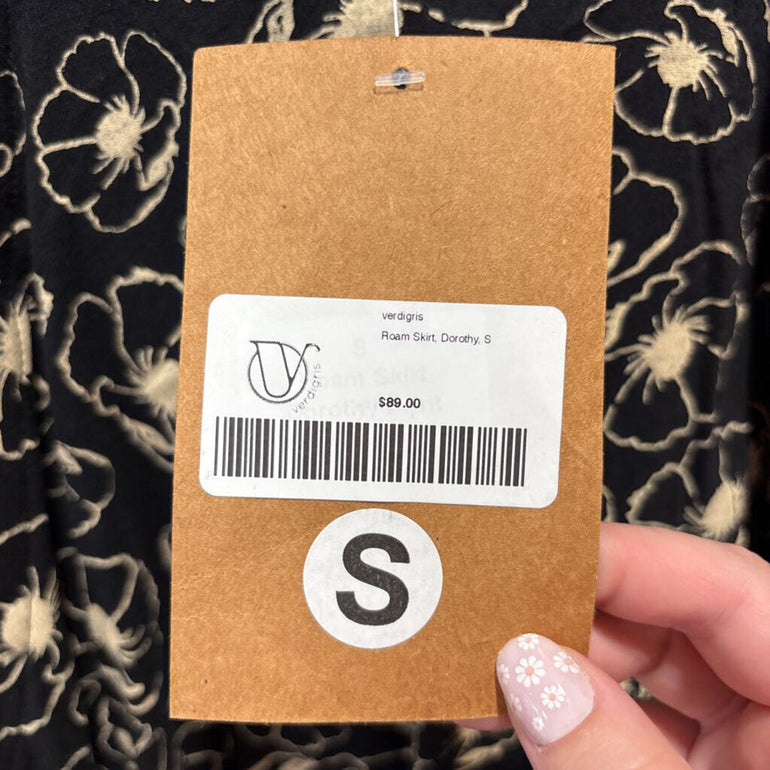 verdigris
Roam Skirt, Dorothy, S
verdigris
$89.00
S